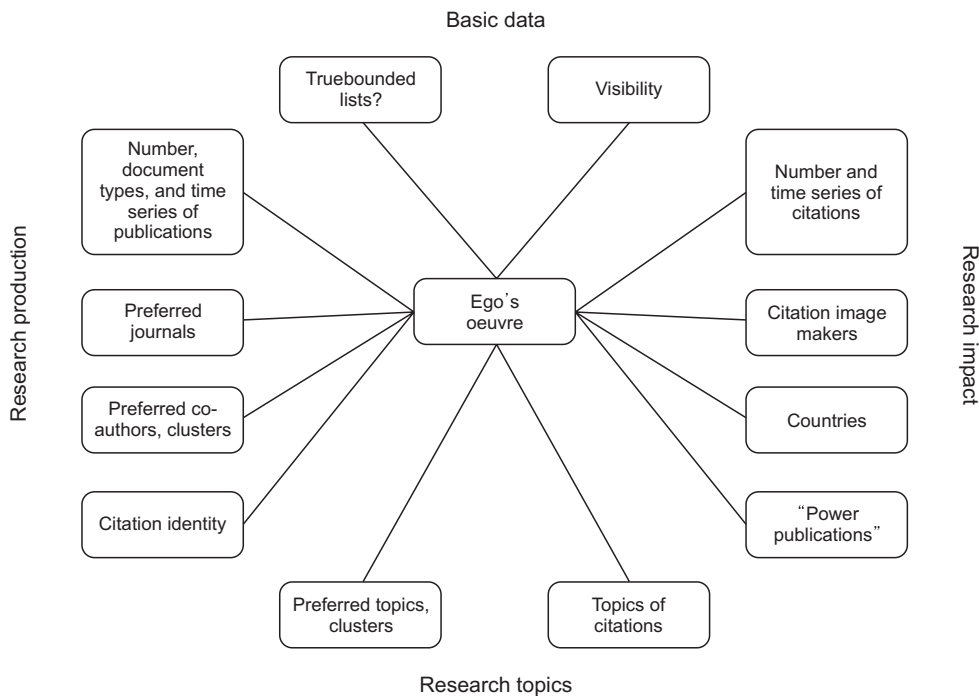 Basic data
Truebounded
lists?
Visibility
Number,
document
types, and time
series of
publications
Number and
time series of
citations
Research production
Research impact
Ego's
oeuvre
Preferred
journals
Citation image
makers
Preferred co-
authors, clusters
Countries
Citation identity
“Power
publications”
Preferred topics,
clusters
Topics of
citations
Research topics